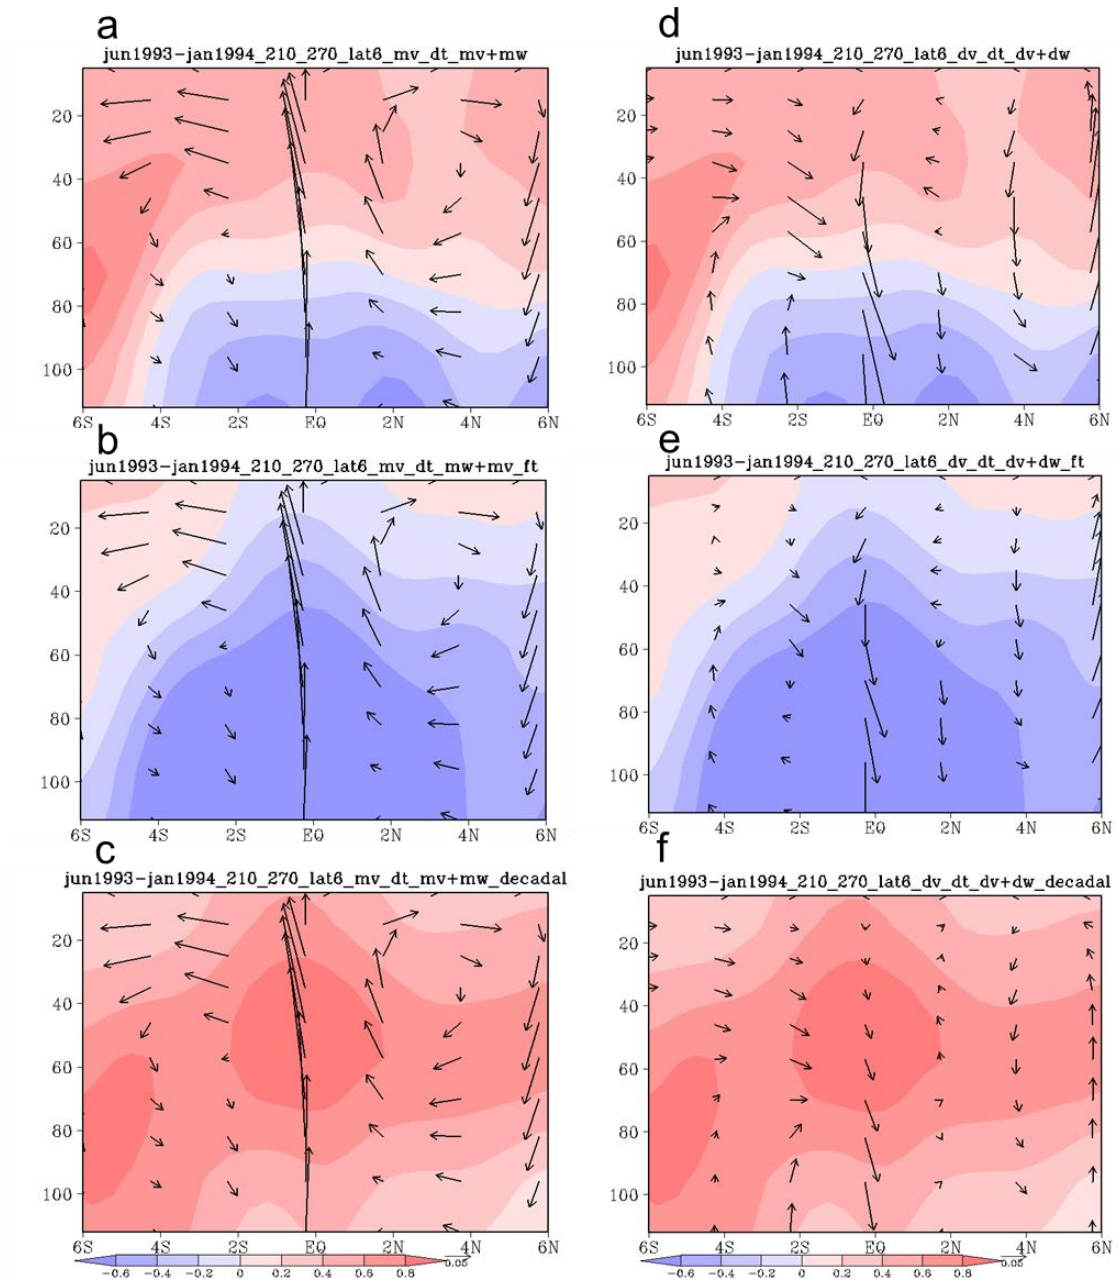 a
jun1993-jan1994_210_270_lat6_mv_dt_mv+mw
20
40
60
80
100
6S 4S 2S EQ 2N 4N 6N
d
jun1993-jan1994_210_270_lat6_dv_dt_dv+dw
20
40
60
80
100
6S 4S 2S EQ 2N 4N 6N
b
jun1993-jan1994_210_270_lat6_mv_dt_mw+mv_ft
20
40
60
80
100
6S 4S 2S EQ 2N 4N 6N
e
jun1993-jan1994_210_270_lat6_dv_dt_dv+dw_ft
20
40
60
80
100
6S 4S 2S EQ 2N 4N 6N
c
jun1993-jan1994_210_270_lat6_mv_dt_mv+mw_decadal
20
40
60
80
100
6S 4S 2S EQ 2N 4N 6N
-0.6 -0.4 -0.2 0 0.2 0.4 0.6 0.8 0.05
f
jun1993-jan1994_210_270_lat6_dv_dt_dv+dw_decadal
20
40
60
80
100
6S 4S 2S EQ 2N 4N 6N
-0.6 -0.4 -0.2 0 0.2 0.4 0.6 0.8 0.05